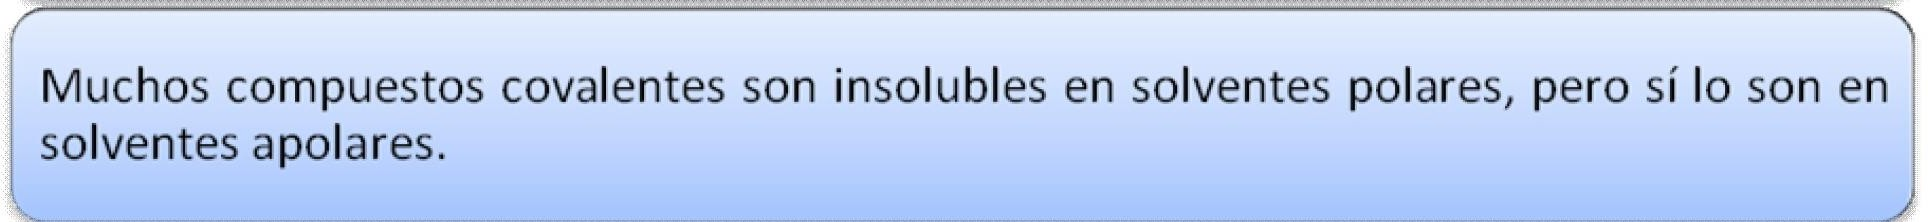 Muchos compuestos covalentes son insolubles en solventes polares, pero sí lo son en
solventes apolares.